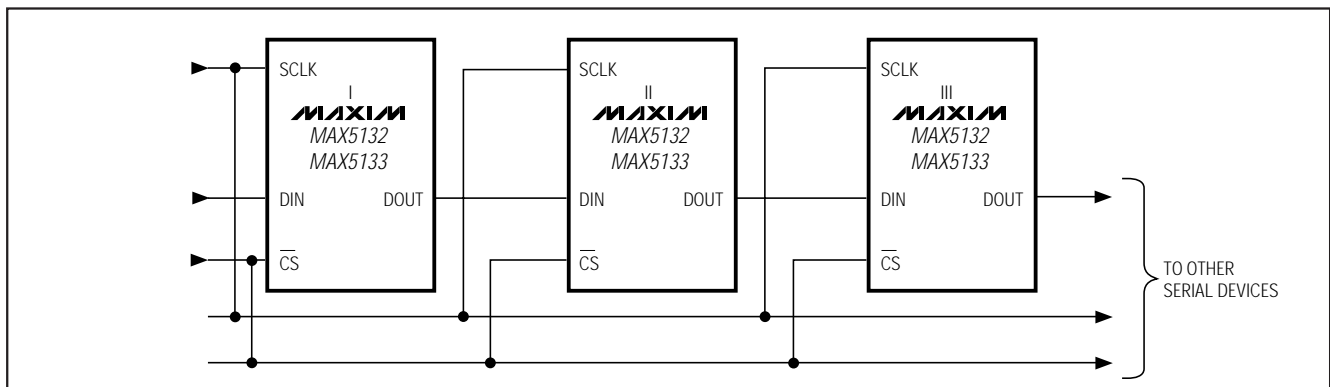 SCLK
I
MAXIM
MAX5132
MAX5133
DIN
DOUT
CS
SCLK
II
MAXIM
MAX5132
MAX5133
DIN
DOUT
CS
SCLK
III
MAXIM
MAX5132
MAX5133
DIN
DOUT
CS
TO OTHER
SERIAL DEVICES